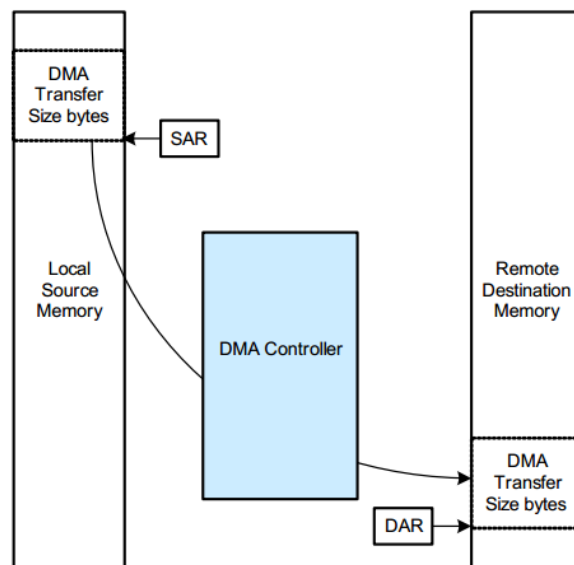 DMA
Transfer
Size bytes
SAR
Local
Source
Memory
DMA Controller
Remote
Destination
Memory
DMA
Transfer
Size bytes
DAR